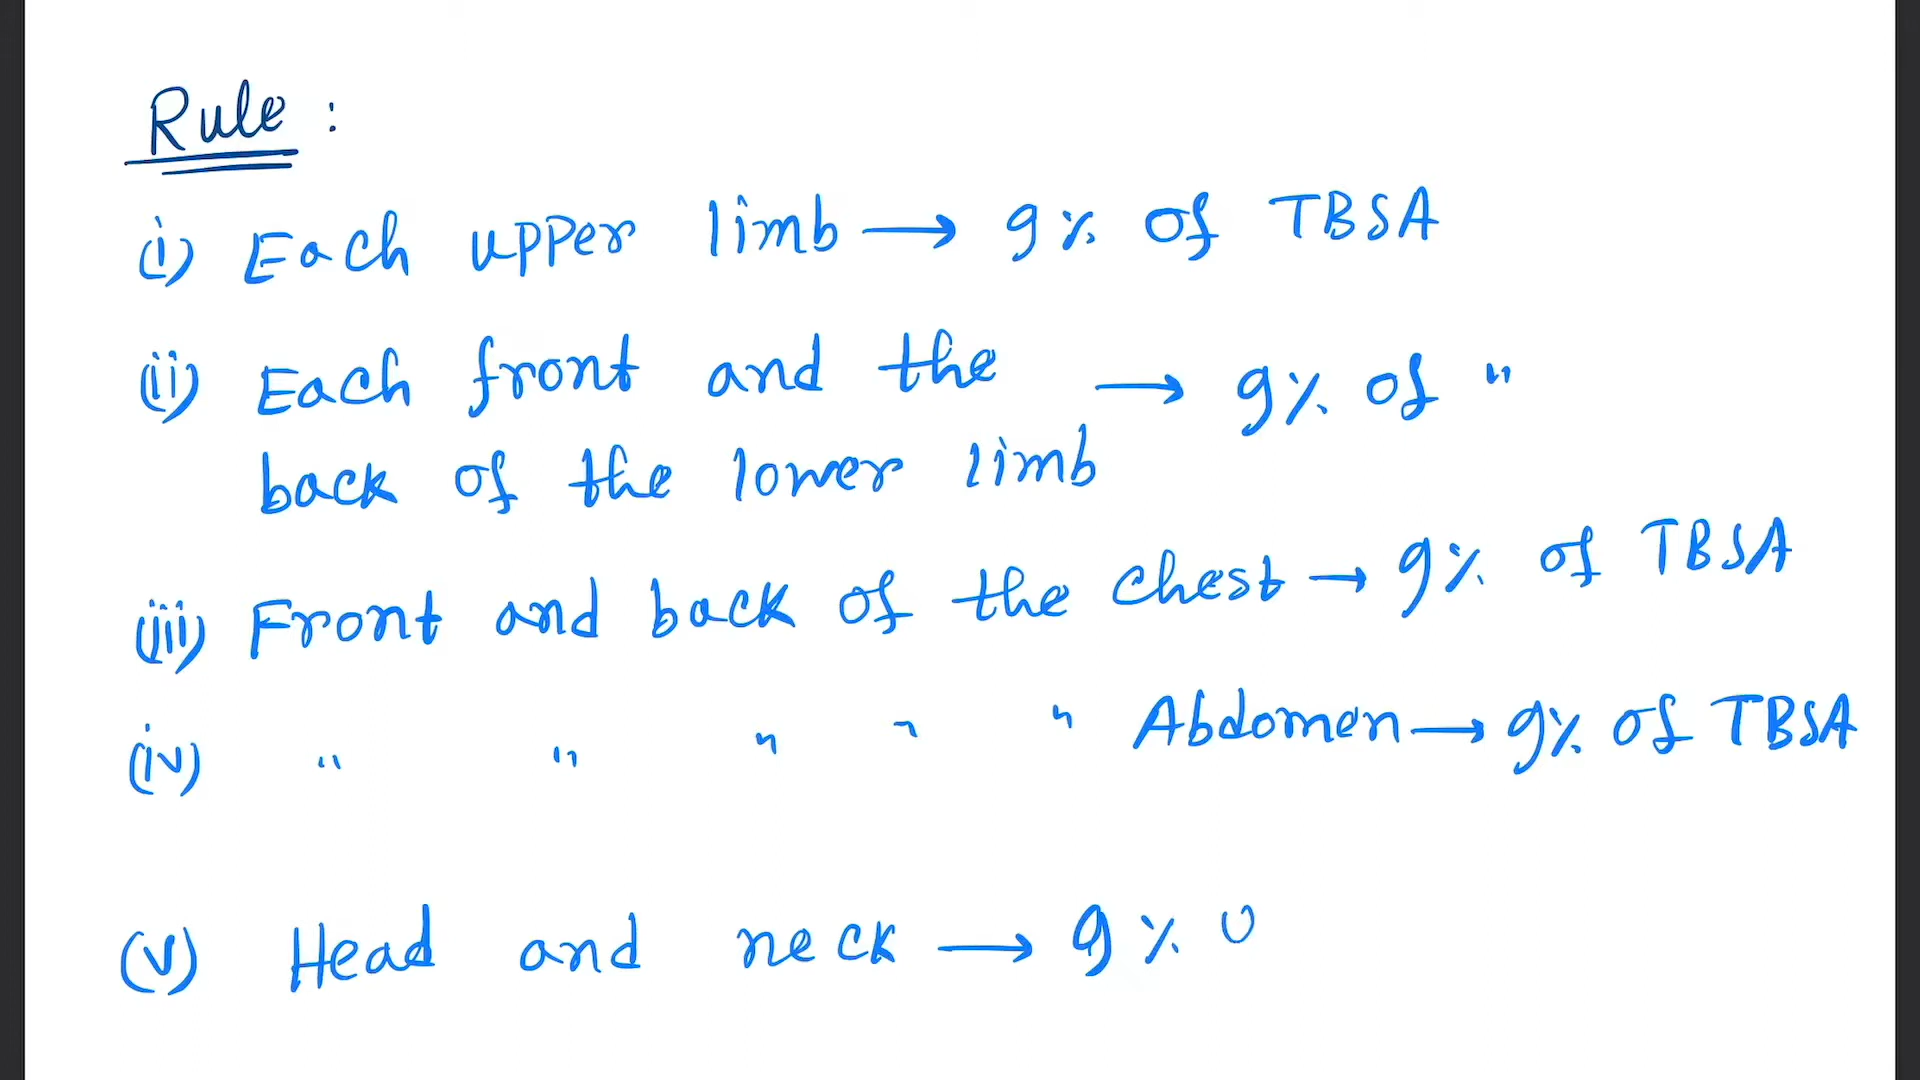 Rule :
(i) Each upper limb → 9% of TBSA
(ii) Each front and the → 9% of "
back of the lower limb
(iii) Front and back of the chest → 9% of TBSA
(iv) " " " " " Abdomen → 9% of TBSA
(v) Head and neck → 9% o